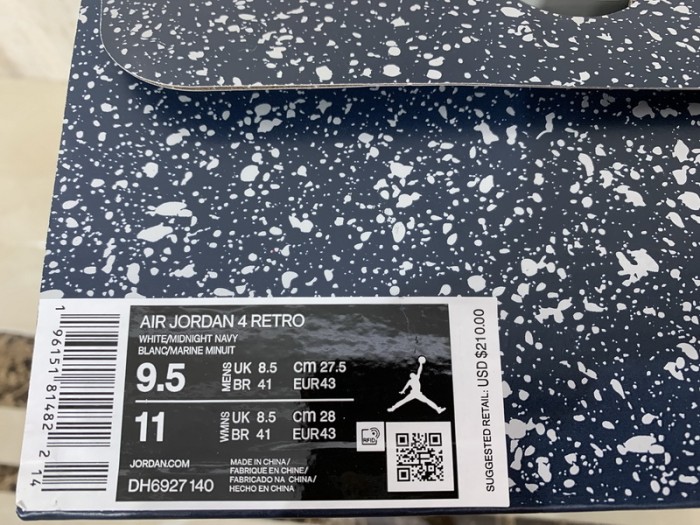 AIR JORDAN 4 RETRO
WHITE/MIDNIGHT NAVY
BLANC/MARINE MINUIT
9.5 MENS UK 8.5 cm 27.5
BR 41 EUR43
11 WMNS UK 8.5 cm 28
BR 41 EUR43
RFID
JORDAN.COM
DH6927 140
MADE IN CHINA/
FABRIQUE EN CHINE/
FABRICADO NA CHINA/
HECHO EN CHINA
1 96151 81482 2 14
SUGGESTED RETAIL: USD $210.00